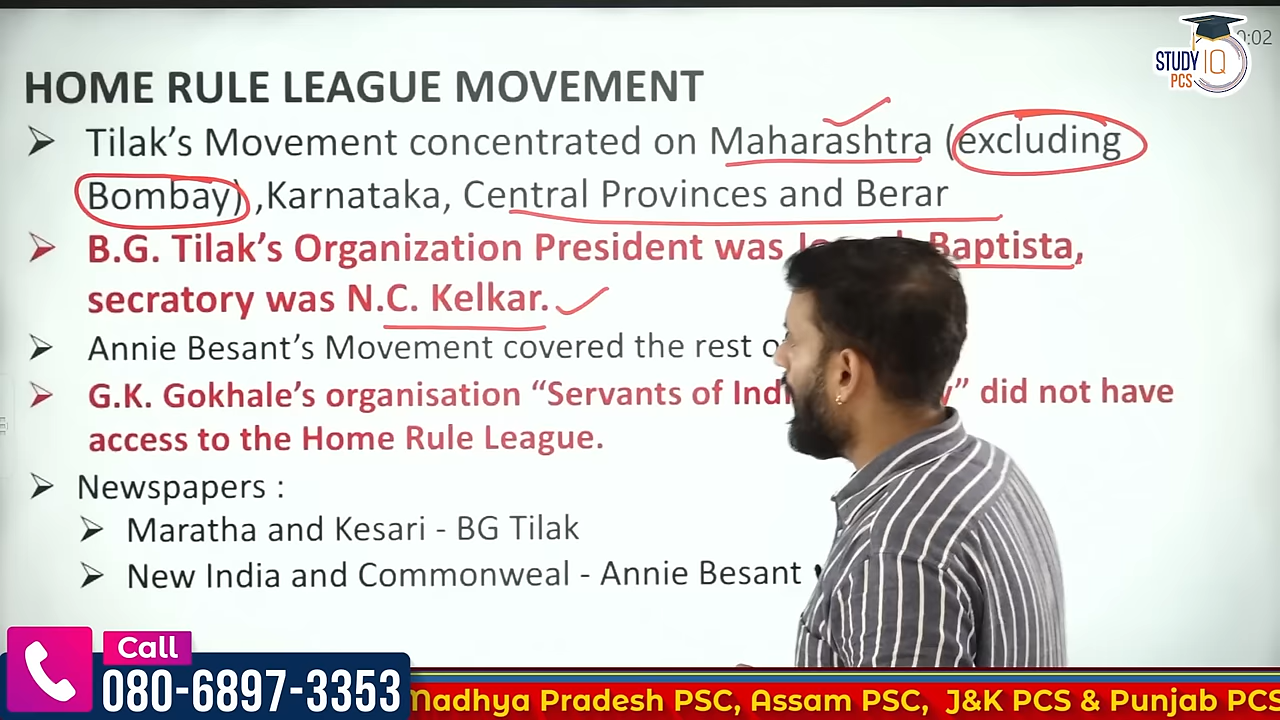 0:02
STUDY IQ
PCS
HOME RULE LEAGUE MOVEMENT
➢ Tilak's Movement concentrated on Maharashtra (excluding
Bombay) ,Karnataka, Central Provinces and Berar
➢ B.G. Tilak's Organization President was Baptista,
secratory was N.C. Kelkar.
➢ Annie Besant's Movement covered the rest
➢ G.K. Gokhale's organisation “Servants of ” did not have
access to the Home Rule League.
➢ Newspapers :
➢ Maratha and Kesari - BG Tilak
➢ New India and Commonweal - Annie Besant
Call
080-6897-3353
Madhya Pradesh PSC, Assam PSC, J&K PCS & Punjab PCS